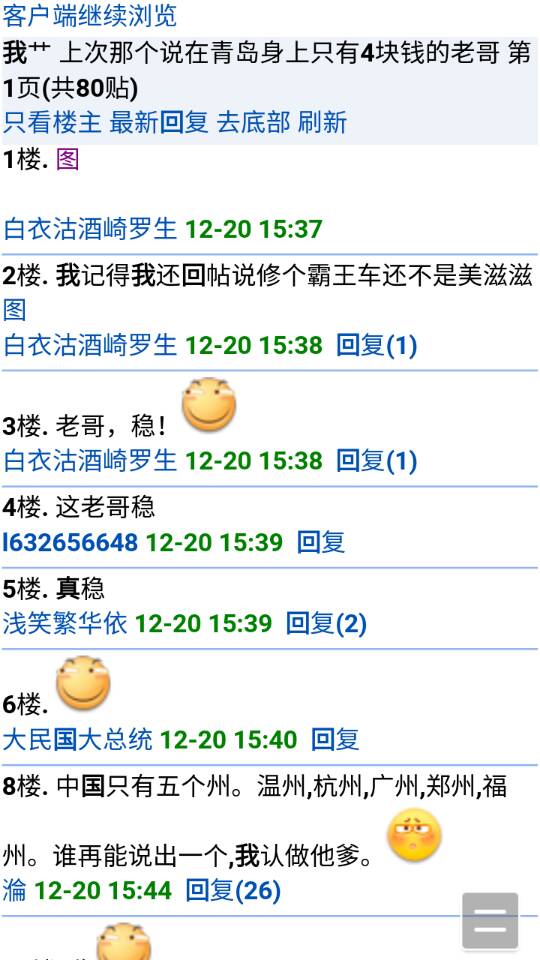 客户端继续浏览
我艹 上次那个说在青岛身上只有4块钱的老哥 第
1页(共80贴)
只看楼主 最新回复 去底部 刷新
1楼. 图
白衣沽酒崎罗生 12-20 15:37
2楼. 我记得我还回帖说修个霸王车还不是美滋滋
图
白衣沽酒崎罗生 12-20 15:38 回复(1)
3楼. 老哥，稳！
白衣沽酒崎罗生 12-20 15:38 回复(1)
4楼. 这老哥稳
l632656648 12-20 15:39 回复
5楼. 真稳
浅笑繁华依 12-20 15:39 回复(2)
6楼.
大民国大总统 12-20 15:40 回复
8楼. 中国只有五个州。温州,杭州,广州,郑州,福
州。谁再能说出一个,我认做他爹。
瀹 12-20 15:44 回复(26)